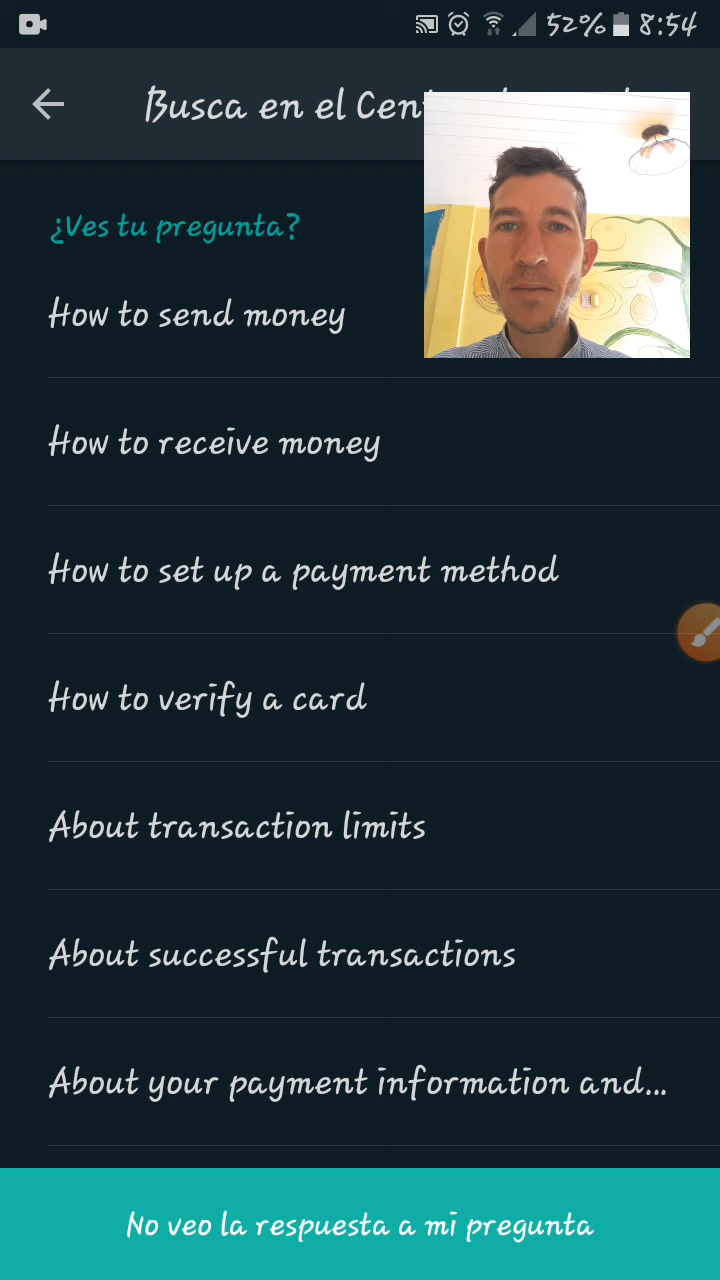 52% 8:54
Busca en el
¿Ves tu pregunta?
How to send money
How to receive money
How to set up a payment method
How to verify a card
About transaction limits
About successful transactions
About your payment information and...
No veo la respuesta a mi pregunta